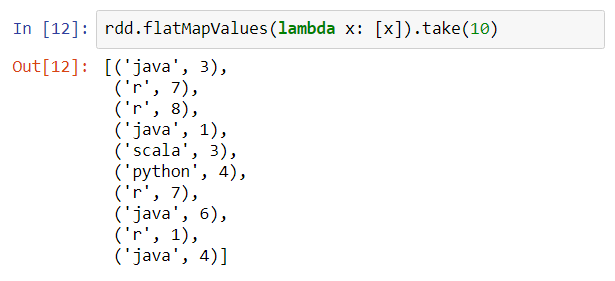 In [12]: rdd.flatMapValues(lambda x: [x]).take(10)
Out[12]: [('java', 3),
('r', 7),
('r', 8),
('java', 1),
('scala', 3),
('python', 4),
('r', 7),
('java', 6),
('r', 1),
('java', 4)]